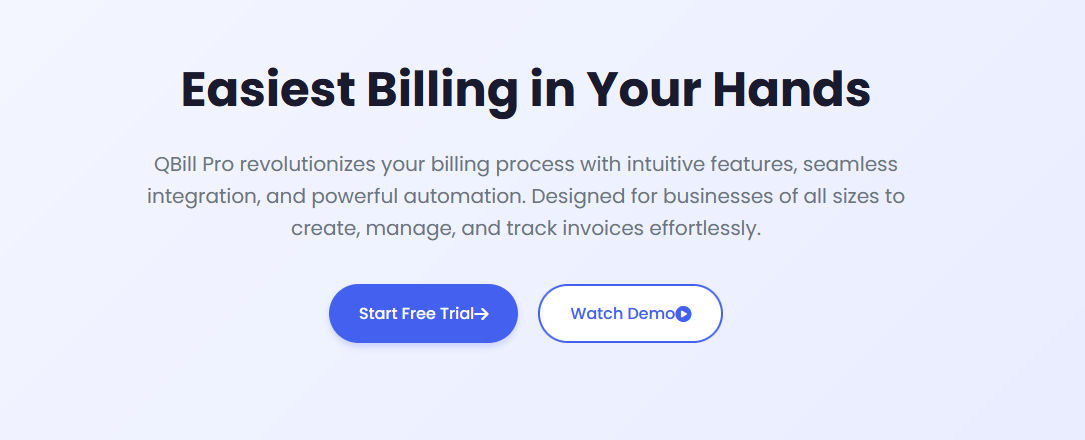 Easiest Billing in Your Hands
QBill Pro revolutionizes your billing process with intuitive features, seamless
integration, and powerful automation. Designed for businesses of all sizes to
create, manage, and track invoices effortlessly.
Start Free Trial
Watch Demo